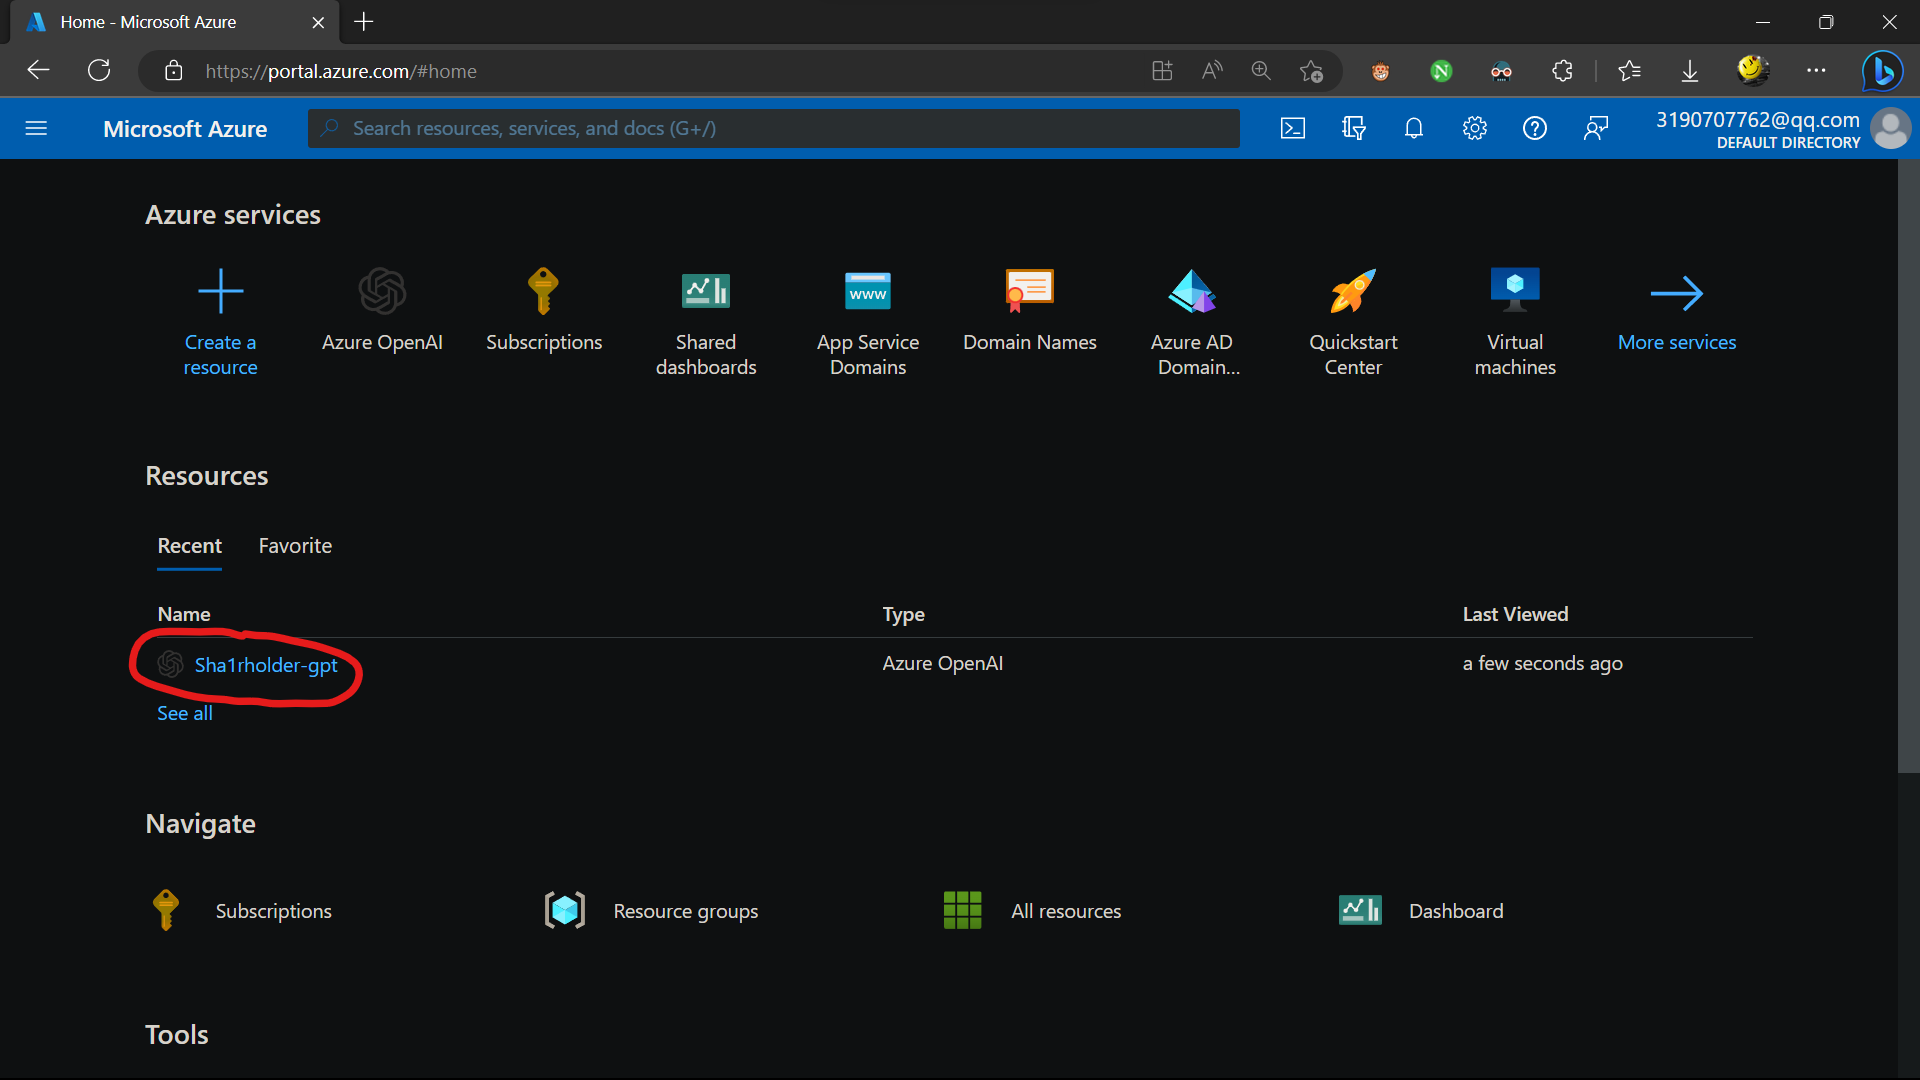 Home - Microsoft Azure
https://portal.azure.com/#home
Microsoft Azure
Search resources, services, and docs (G+/)
3190707762@qq.com
DEFAULT DIRECTORY
Azure services
Create a
resource
Azure OpenAI
Subscriptions
Shared
dashboards
www
App Service
Domains
Domain Names
Azure AD
Domain...
Quickstart
Center
Virtual
machines
More services
Resources
Recent
Favorite
Name
Type
Last Viewed
Sha1rholder-gpt
Azure OpenAI
a few seconds ago
See all
Navigate
Subscriptions
Resource groups
All resources
Dashboard
Tools